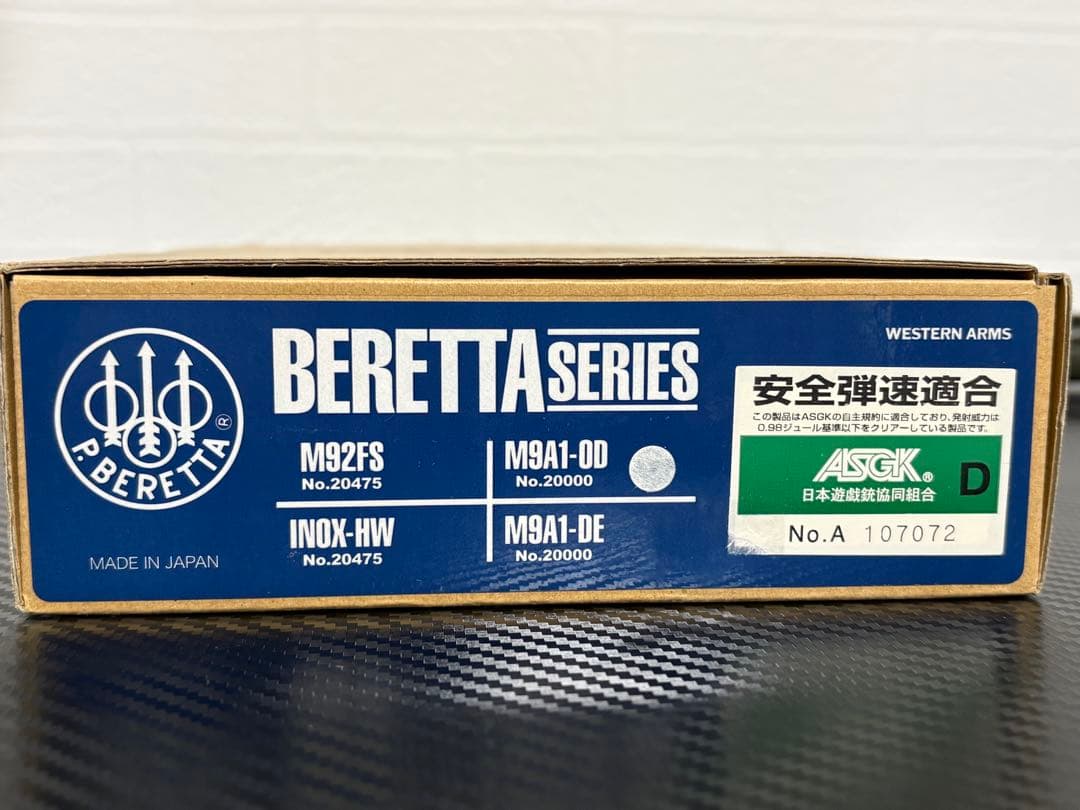 P. BERETTA ®
MADE IN JAPAN
BERETTA SERIES
M92FS
No.20475
M9A1-OD
No.20000
INOX-HW
No.20475
M9A1-DE
No.20000
WESTERN ARMS
安全弾速適合
この製品はASGKの自主規約に適合しており、発射威力は
0.98ジュール基準以下をクリアーしている製品です。
ASGK®
日本遊戯銃協同組合
D
No.A 107072